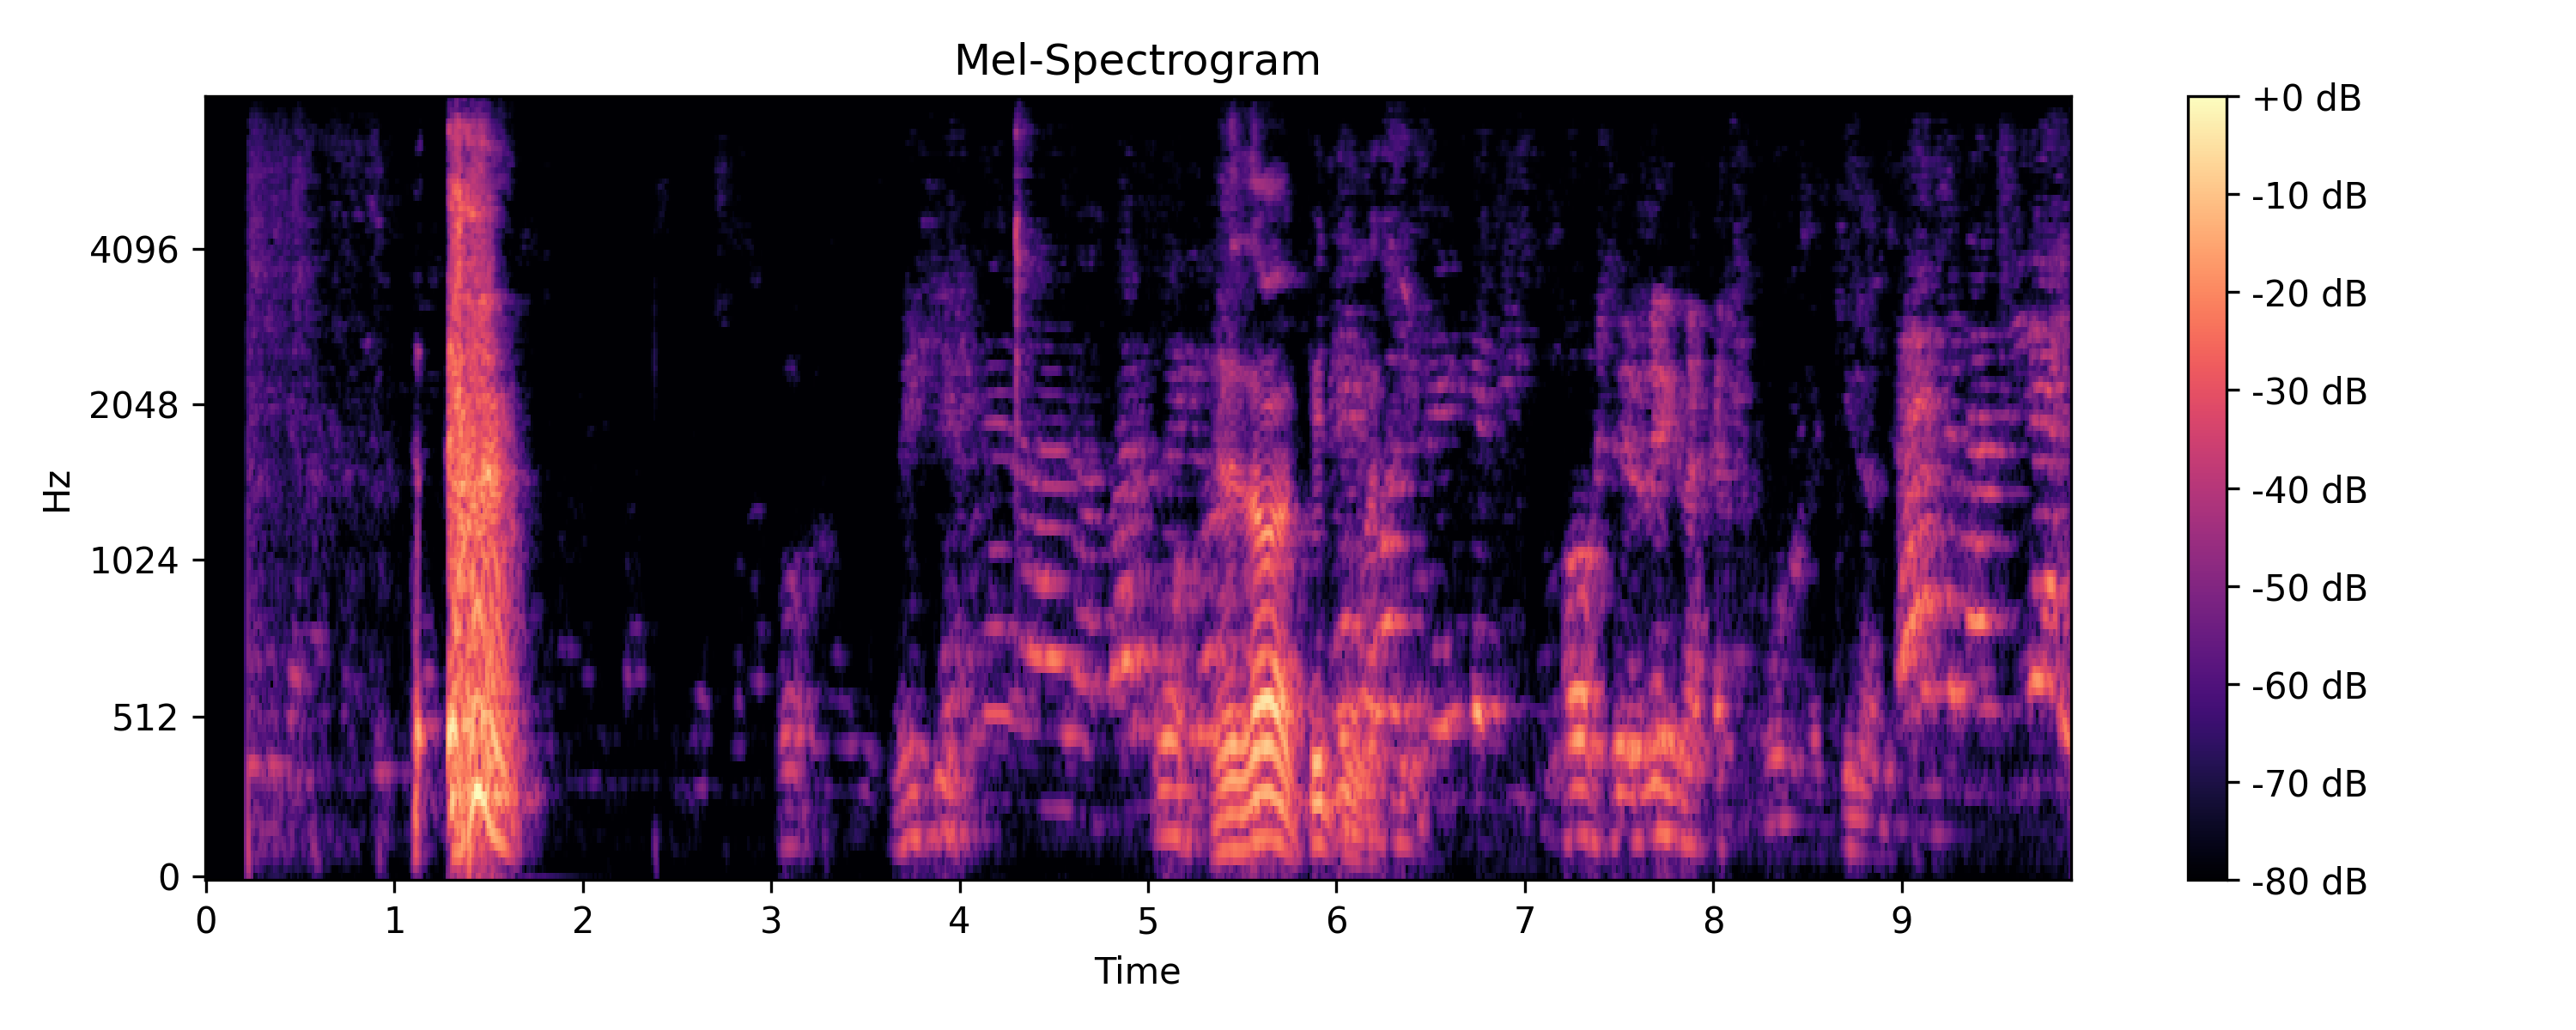 Mel-Spectrogram
+0 dB
-10 dB
-20 dB
-30 dB
-40 dB
-50 dB
-60 dB
-70 dB
-80 dB
Hz
4096
2048
1024
512
0
0 1 2 3 4 5 6 7 8 9
Time